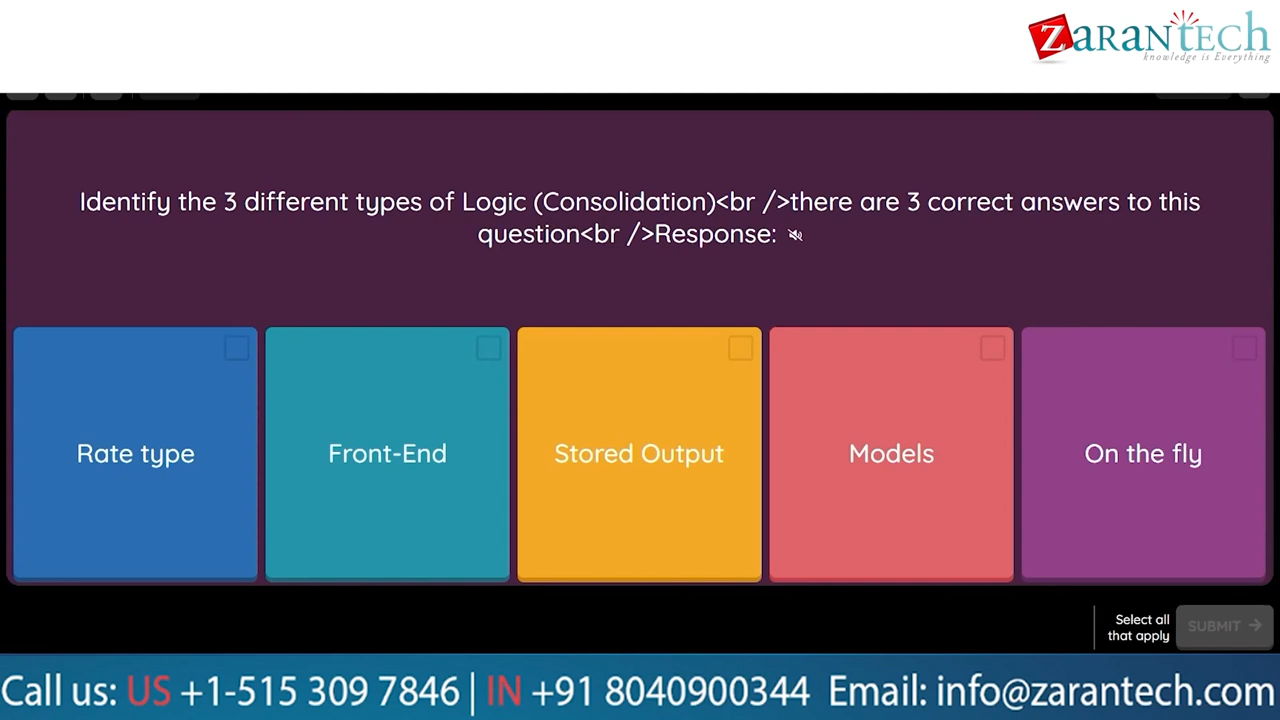 ZARANTECH
knowledge is Everything
Identify the 3 different types of Logic (Consolidation)<br />there are 3 correct answers to this
question<br />Response:
Rate type
Front-End
Stored Output
Models
On the fly
Select all
that apply
SUBMIT
Call us: US +1-515 309 7846 | IN +91 8040900344 Email: info@zarantech.com